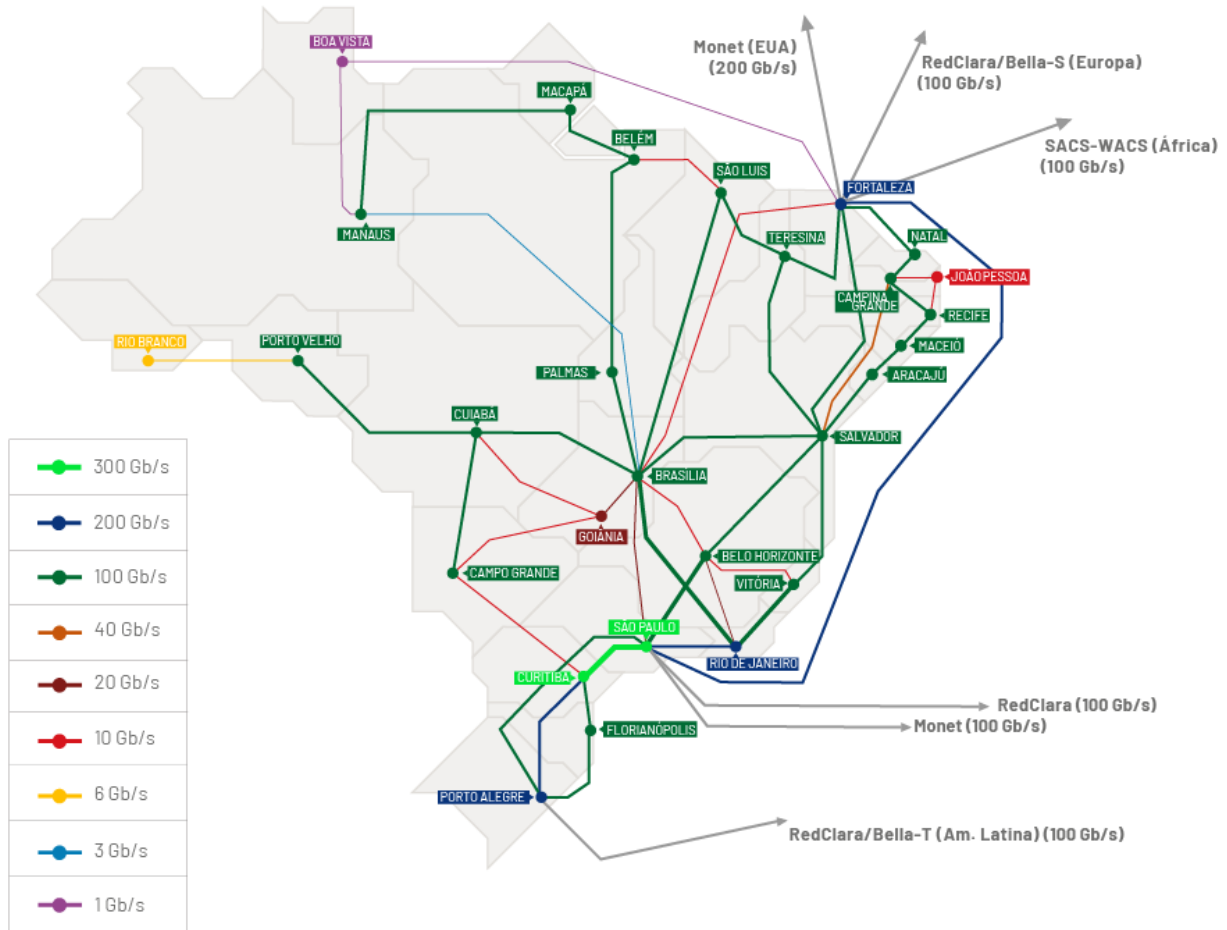 Monet (EUA)
(200 Gb/s)
RedClara/Bella-S (Europa)
(100 Gb/s)
SACS-WACS (África)
(100 Gb/s)
BOA VISTA
MACAPÁ
BELÉM
SÃO LUIS
FORTALEZA
MANAUS
TERESINA
NATAL
JOÃO PESSOA
CAMPINA
GRANDE
RECIFE
RIO BRANCO
PORTO VELHO
MACEIÓ
PALMAS
ARACAJÚ
CUIABÁ
SALVADOR
BRASÍLIA
GOIÂNIA
BELO HORIZONTE
CAMPO GRANDE
VITÓRIA
SÃO PAULO
RIO DE JANEIRO
CURITIBA
RedClara (100 Gb/s)
Monet (100 Gb/s)
FLORIANÓPOLIS
PORTO ALEGRE
RedClara/Bella-T (Am. Latina) (100 Gb/s)
300 Gb/s
200 Gb/s
100 Gb/s
40 Gb/s
20 Gb/s
10 Gb/s
6 Gb/s
3 Gb/s
1 Gb/s